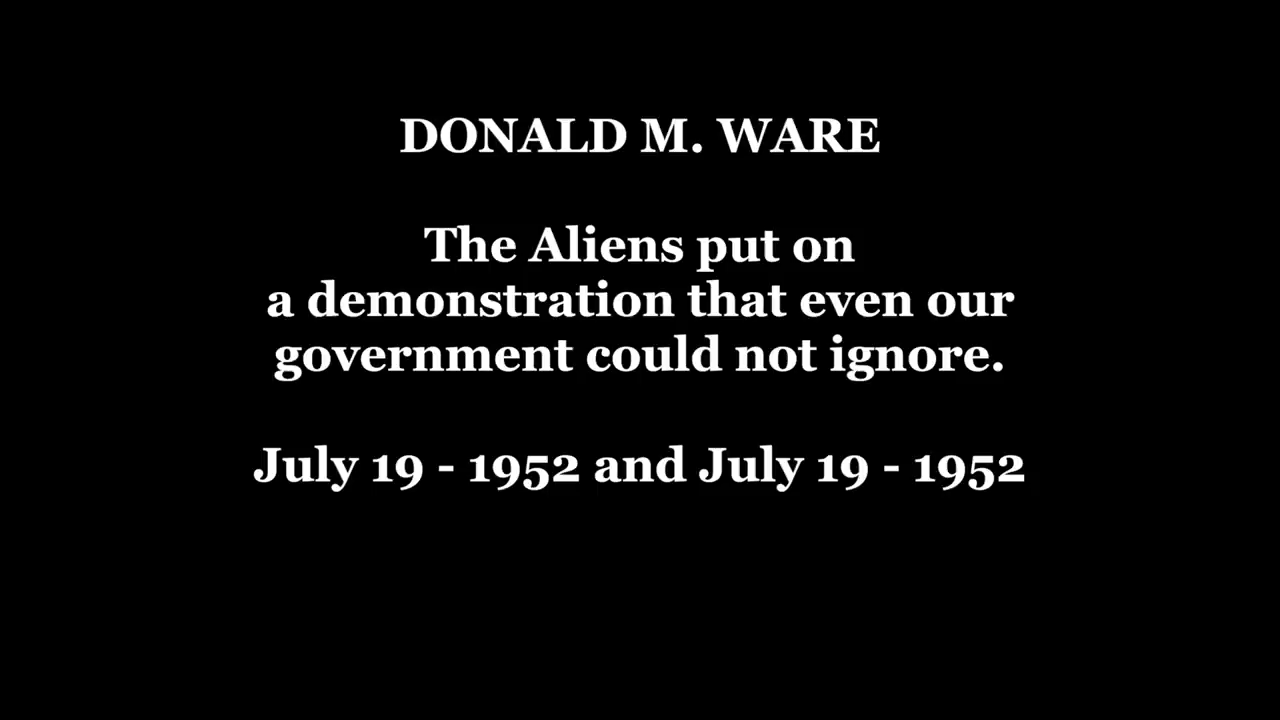 DONALD M. WARE
The Aliens put on
a demonstration that even our
government could not ignore.
July 19 - 1952 and July 19 - 1952